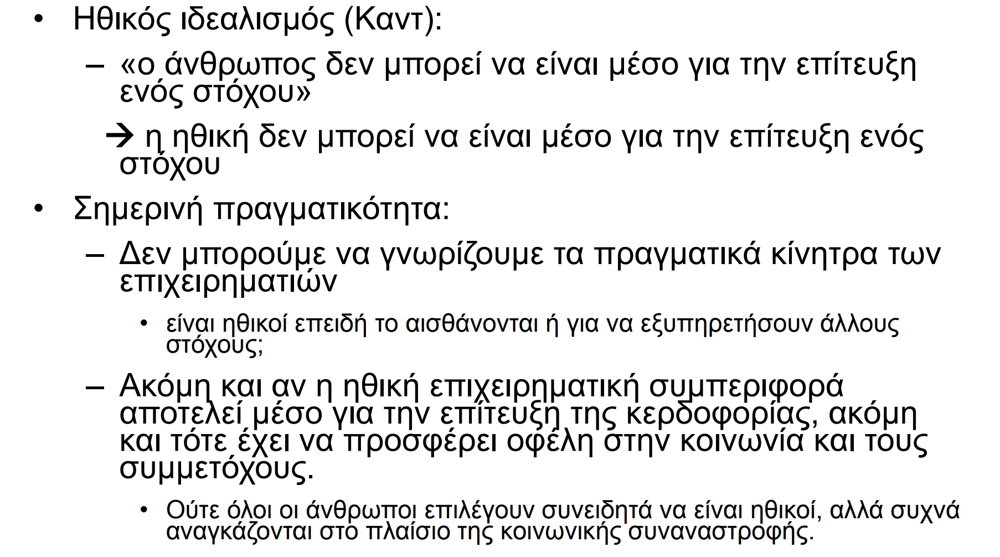 • Ηθικός ιδεαλισμός (Καντ):
– «ο άνθρωπος δεν μπορεί να είναι μέσο για την επίτευξη
ενός στόχου»
→ η ηθική δεν μπορεί να είναι μέσο για την επίτευξη ενός
στόχου
• Σημερινή πραγματικότητα:
– Δεν μπορούμε να γνωρίζουμε τα πραγματικά κίνητρα των
επιχειρηματιών
• είναι ηθικοί επειδή το αισθάνονται ή για να εξυπηρετήσουν άλλους
στόχους;
– Ακόμη και αν η ηθική επιχειρηματική συμπεριφορά
αποτελεί μέσο για την επίτευξη της κερδοφορίας, ακόμη
και τότε έχει να προσφέρει οφέλη στην κοινωνία και τους
συμμετόχους.
• Ούτε όλοι οι άνθρωποι επιλέγουν συνειδητά να είναι ηθικοί, αλλά συχνά
αναγκάζονται στο πλαίσιο της κοινωνικής συναναστροφής.